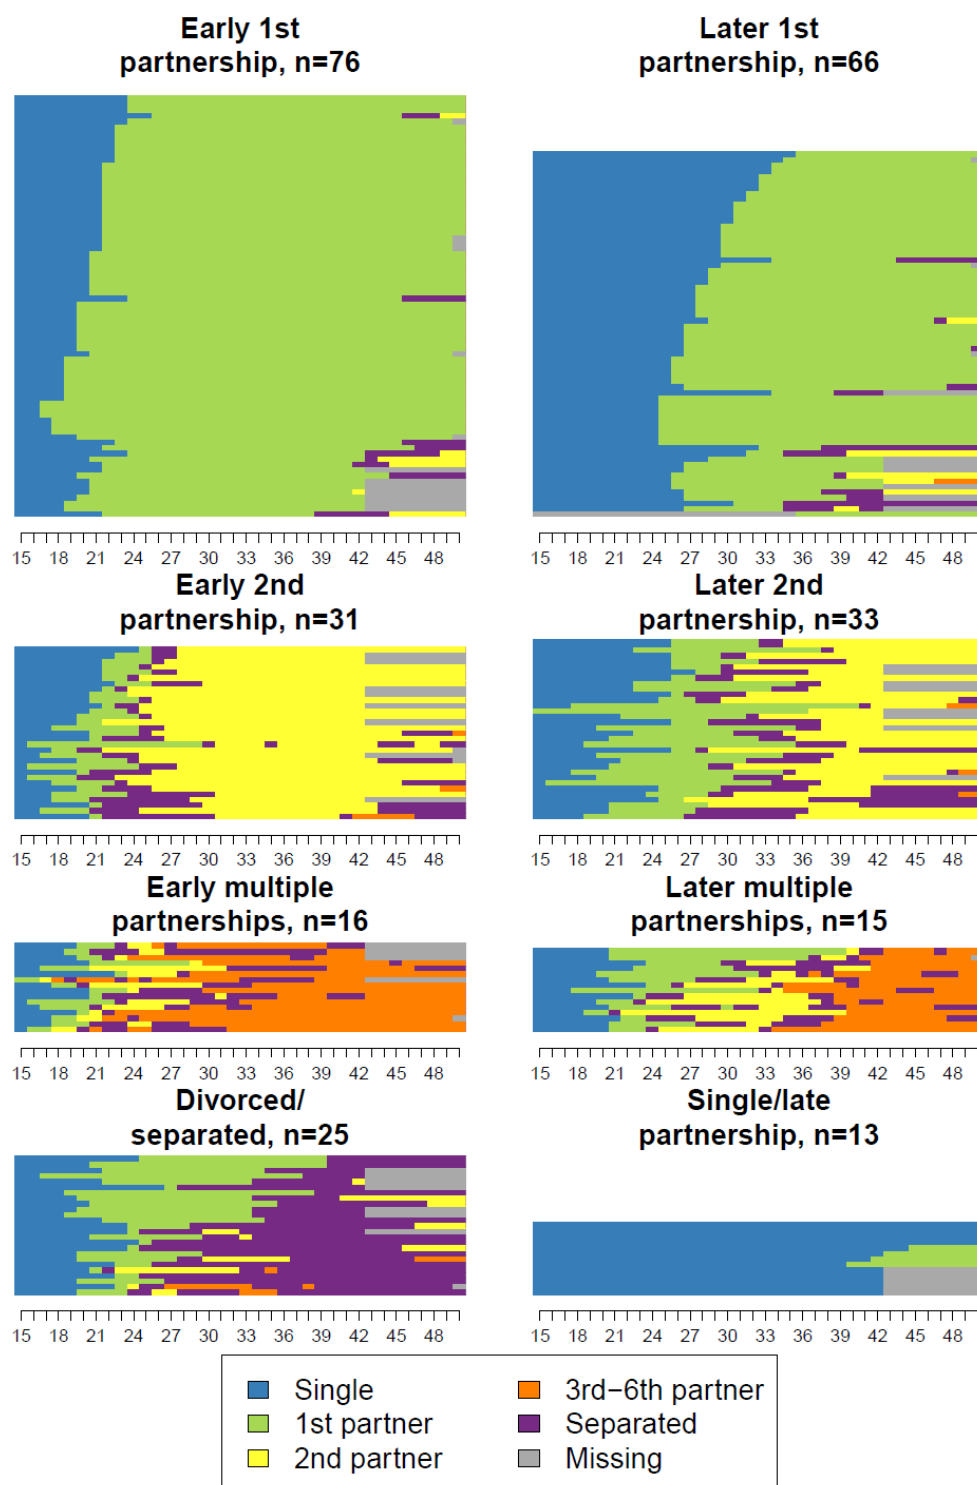 Early 1st
partnership, n=76
Later 1st
partnership, n=66
15 18 21 24 27 30 33 36 39 42 45 48
15 18 21 24 27 30 33 36 39 42 45 48
Early 2nd
partnership, n=31
Later 2nd
partnership, n=33
15 18 21 24 27 30 33 36 39 42 45 48
15 18 21 24 27 30 33 36 39 42 45 48
Early multiple
partnerships, n=16
Later multiple
partnerships, n=15
15 18 21 24 27 30 33 36 39 42 45 48
15 18 21 24 27 30 33 36 39 42 45 48
Divorced/
separated, n=25
Single/late
partnership, n=13
15 18 21 24 27 30 33 36 39 42 45 48
15 18 21 24 27 30 33 36 39 42 45 48
Single
1st partner
2nd partner
3rd−6th partner
Separated
Missing